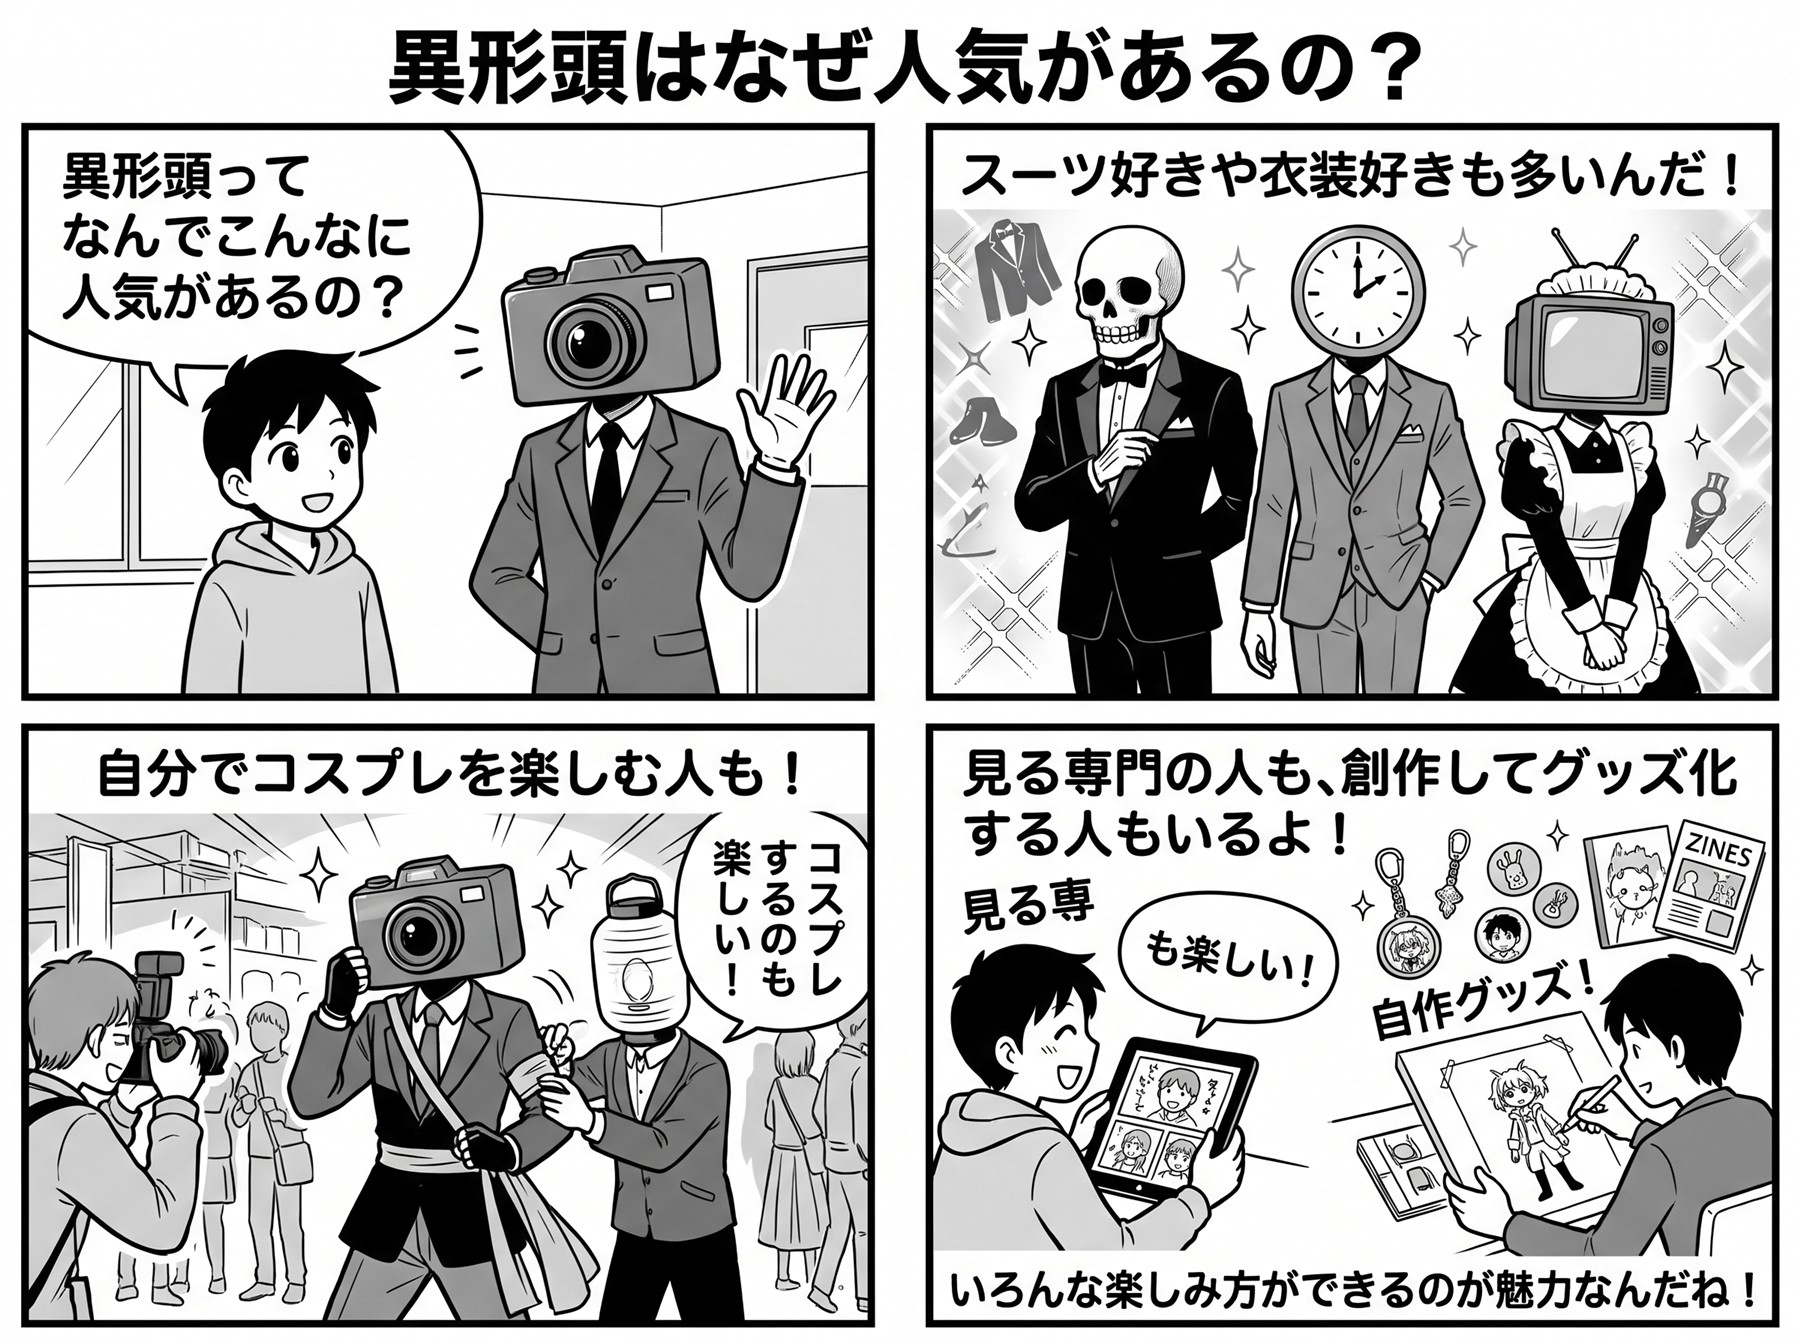 異形頭はなぜ人気があるの？
異形頭って
なんでこんなに
人気があるの？
スーツ好きや衣装好きも多いんだ！
自分でコスプレを楽しむ人も！
コスプレ
するのも
楽しい！
見る専門の人も、創作してグッズ化
する人もいるよ！
見る専
も楽しい！
ZINES
自作グッズ！
いろんな楽しみ方ができるのが魅力なんだね！